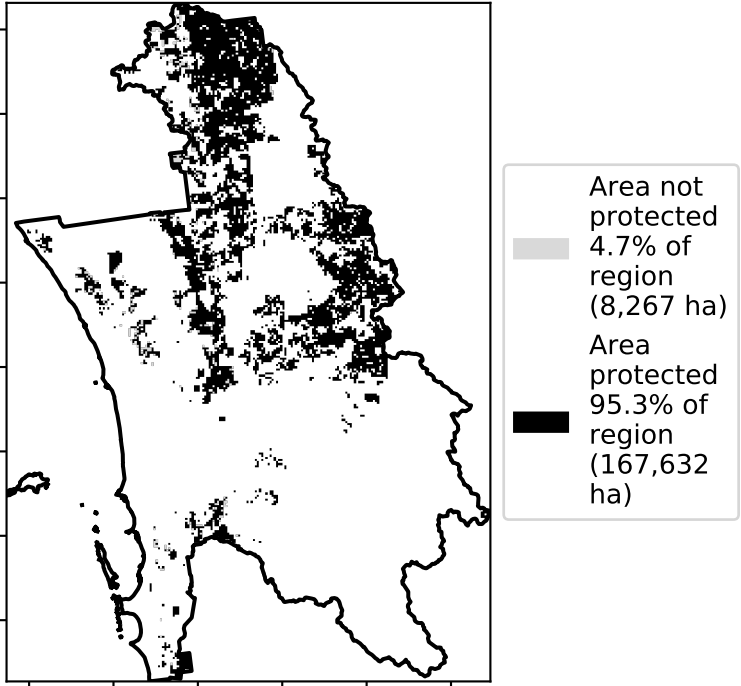 Area not
protected
4.7% of
region
(8,267 ha)
Area
protected
95.3% of
region
(167,632
ha)